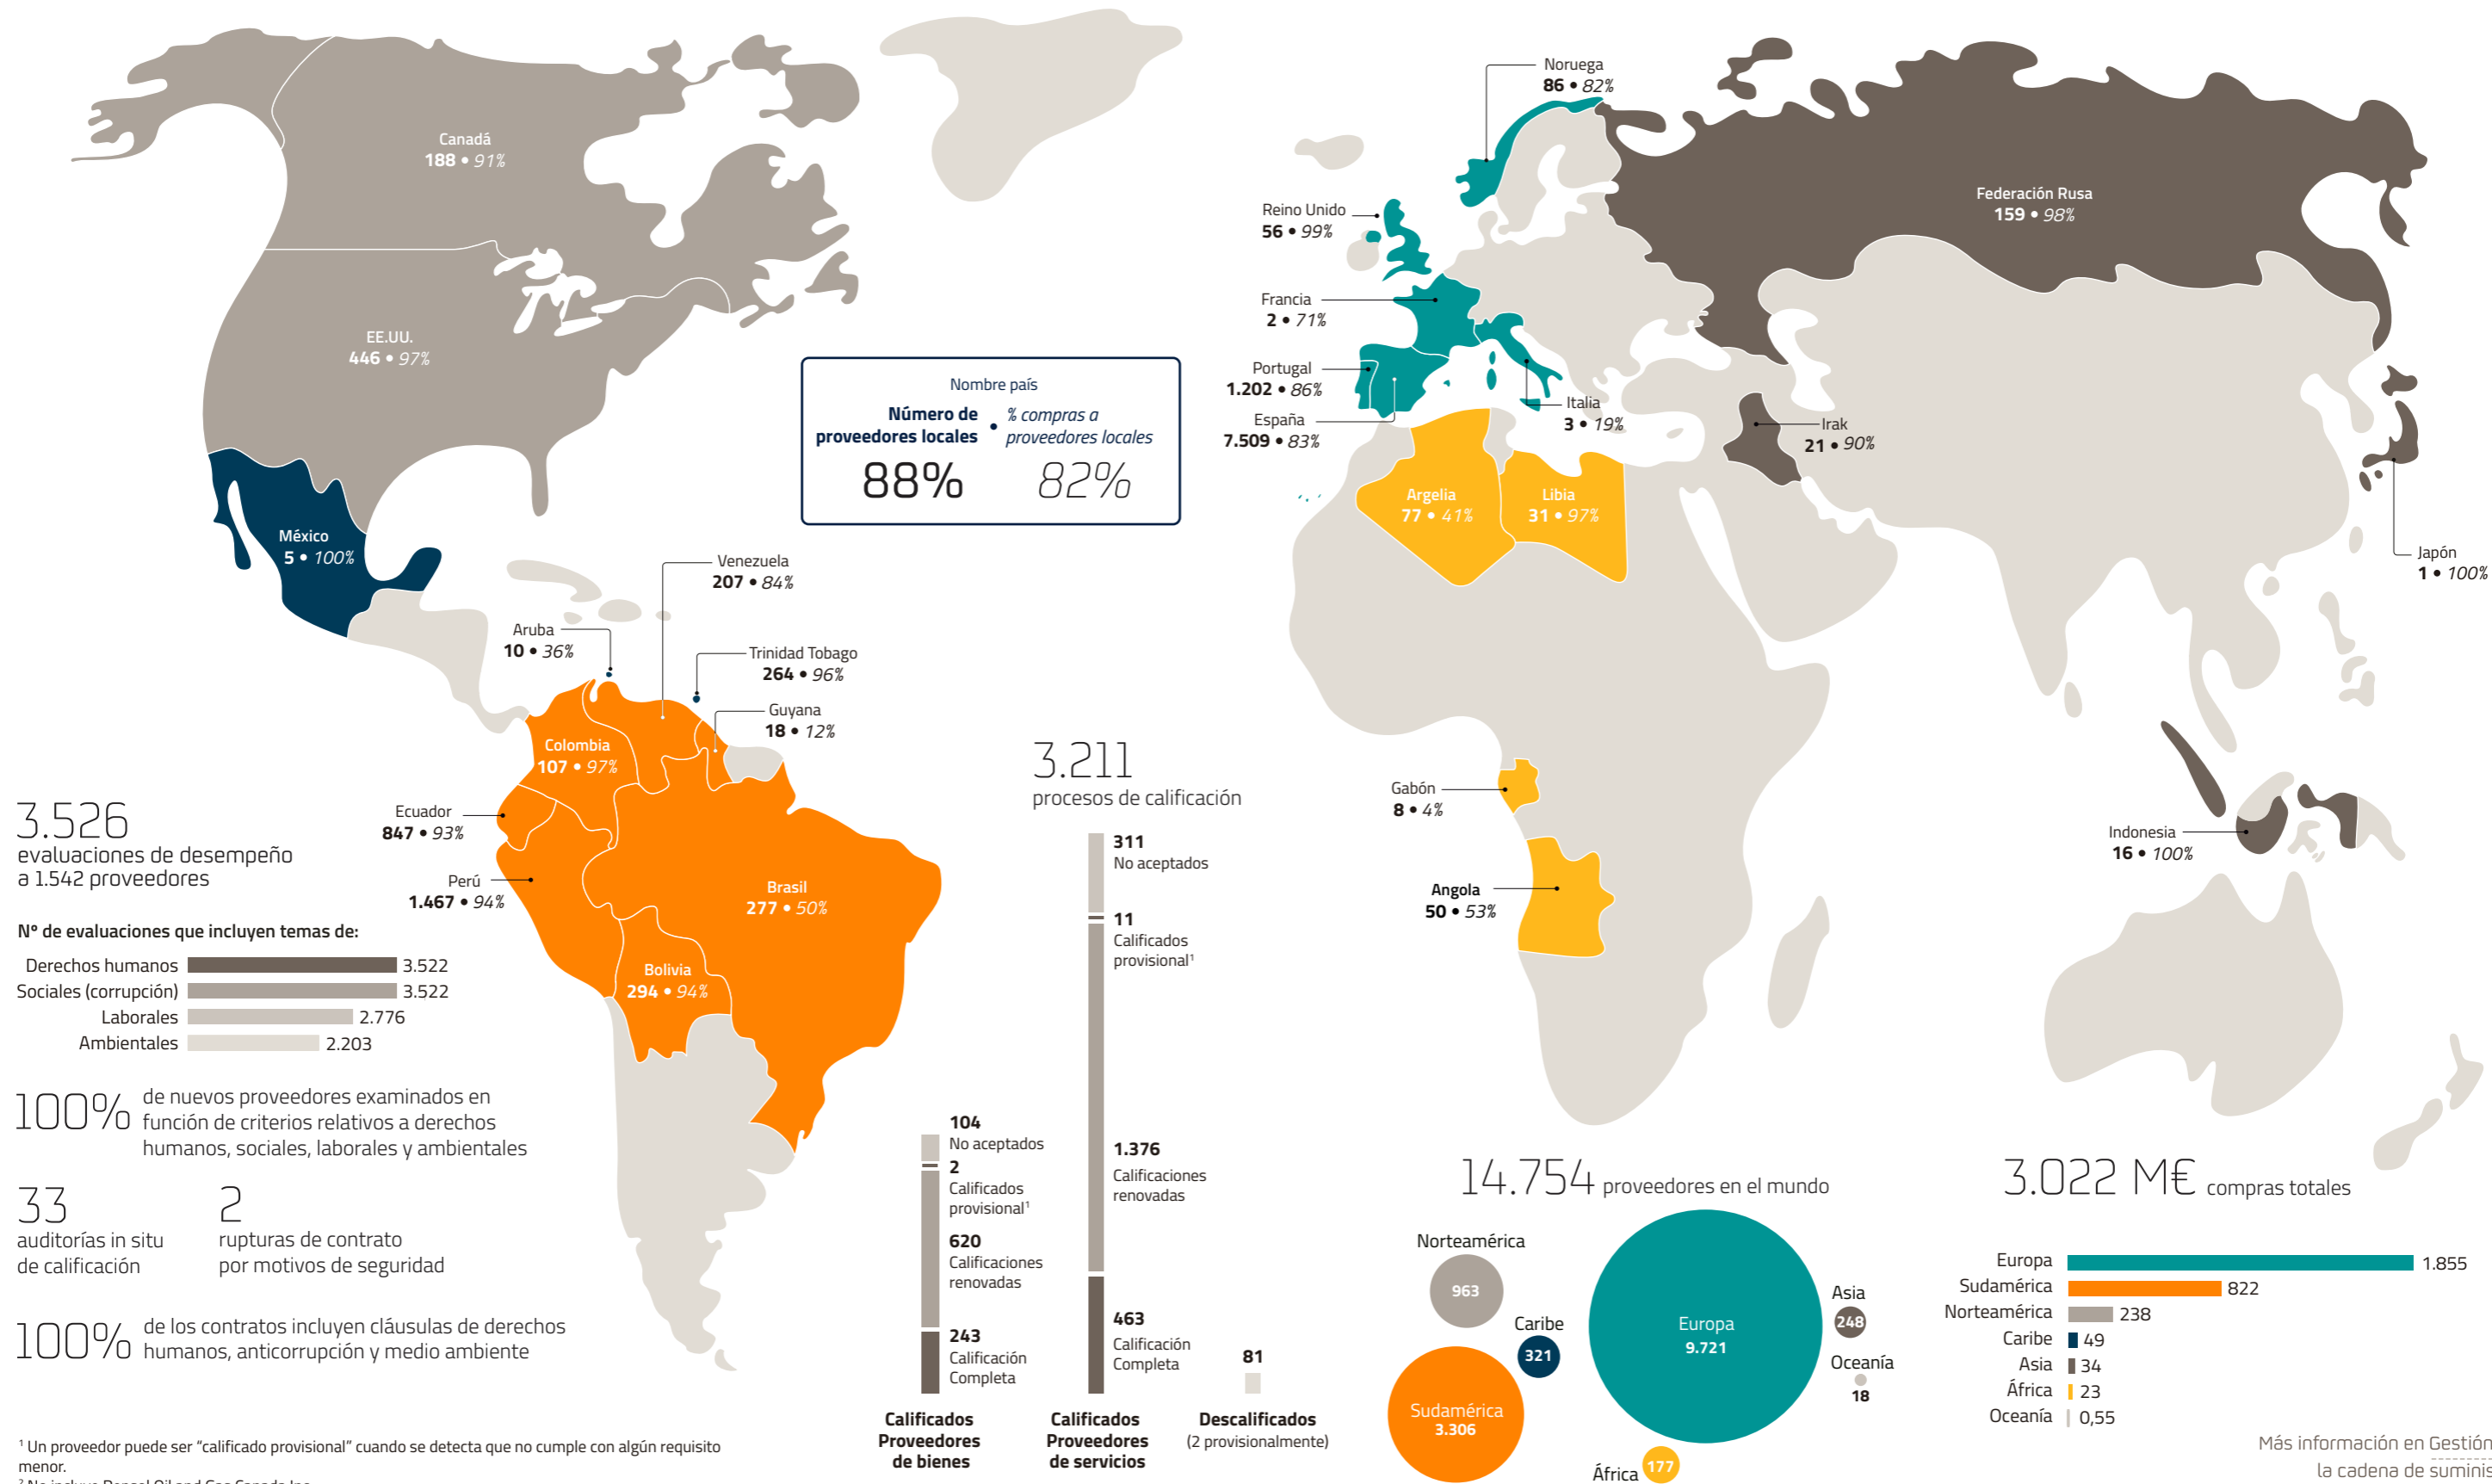 Canadá
188 • 91%
EE.UU.
446 • 97%
México
5 • 100%
Nombre país
Número de
proveedores locales
•
% compras a
proveedores locales
88%
82%
Noruega
86 • 82%
Reino Unido
56 • 99%
Francia
2 • 71%
Portugal
1.202 • 86%
España
7.509 • 83%
Italia
3 • 19%
Federación Rusa
159 • 98%
Irak
21 • 90%
Japón
1 • 100%
Argelia
77 • 41%
Libia
31 • 97%
Venezuela
207 • 84%
Aruba
10 • 36%
Trinidad Tobago
264 • 96%
Guyana
18 • 12%
Colombia
107 • 97%
Ecuador
847 • 93%
Perú
1.467 • 94%
Brasil
277 • 50%
Bolivia
294 • 94%
Gabón
8 • 4%
Angola
50 • 53%
Indonesia
16 • 100%
3.526
evaluaciones de desempeño
a 1.542 proveedores
Nº de evaluaciones que incluyen temas de:
Derechos humanos 3.522
Sociales (corrupción) 3.522
Laborales 2.776
Ambientales 2.203
100%
de nuevos proveedores examinados en
función de criterios relativos a derechos
humanos, sociales, laborales y ambientales
33
auditorías in situ
de calificación
2
rupturas de contrato
por motivos de seguridad
100%
de los contratos incluyen cláusulas de derechos
humanos, anticorrupción y medio ambiente
3.211
procesos de calificación
104
No aceptados
2
Calificados
provisional¹
620
Calificaciones
renovadas
243
Calificación
Completa
Calificados
Proveedores
de bienes
311
No aceptados
11
Calificados
provisional¹
1.376
Calificaciones
renovadas
463
Calificación
Completa
Calificados
Proveedores
de servicios
81
Descalificados
(2 provisionalmente)
14.754 proveedores en el mundo
Norteamérica
963
Caribe
321
Sudamérica
3.306
Europa
9.721
Asia
248
Oceanía
18
África 177
3.022 M€ compras totales
Europa 1.855
Sudamérica 822
Norteamérica 238
Caribe 49
Asia 34
África 23
Oceanía 0,55
Más información en Gestión
la cadena de suminis
¹ Un proveedor puede ser “calificado provisional” cuando se detecta que no cumple con algún requisito
menor.